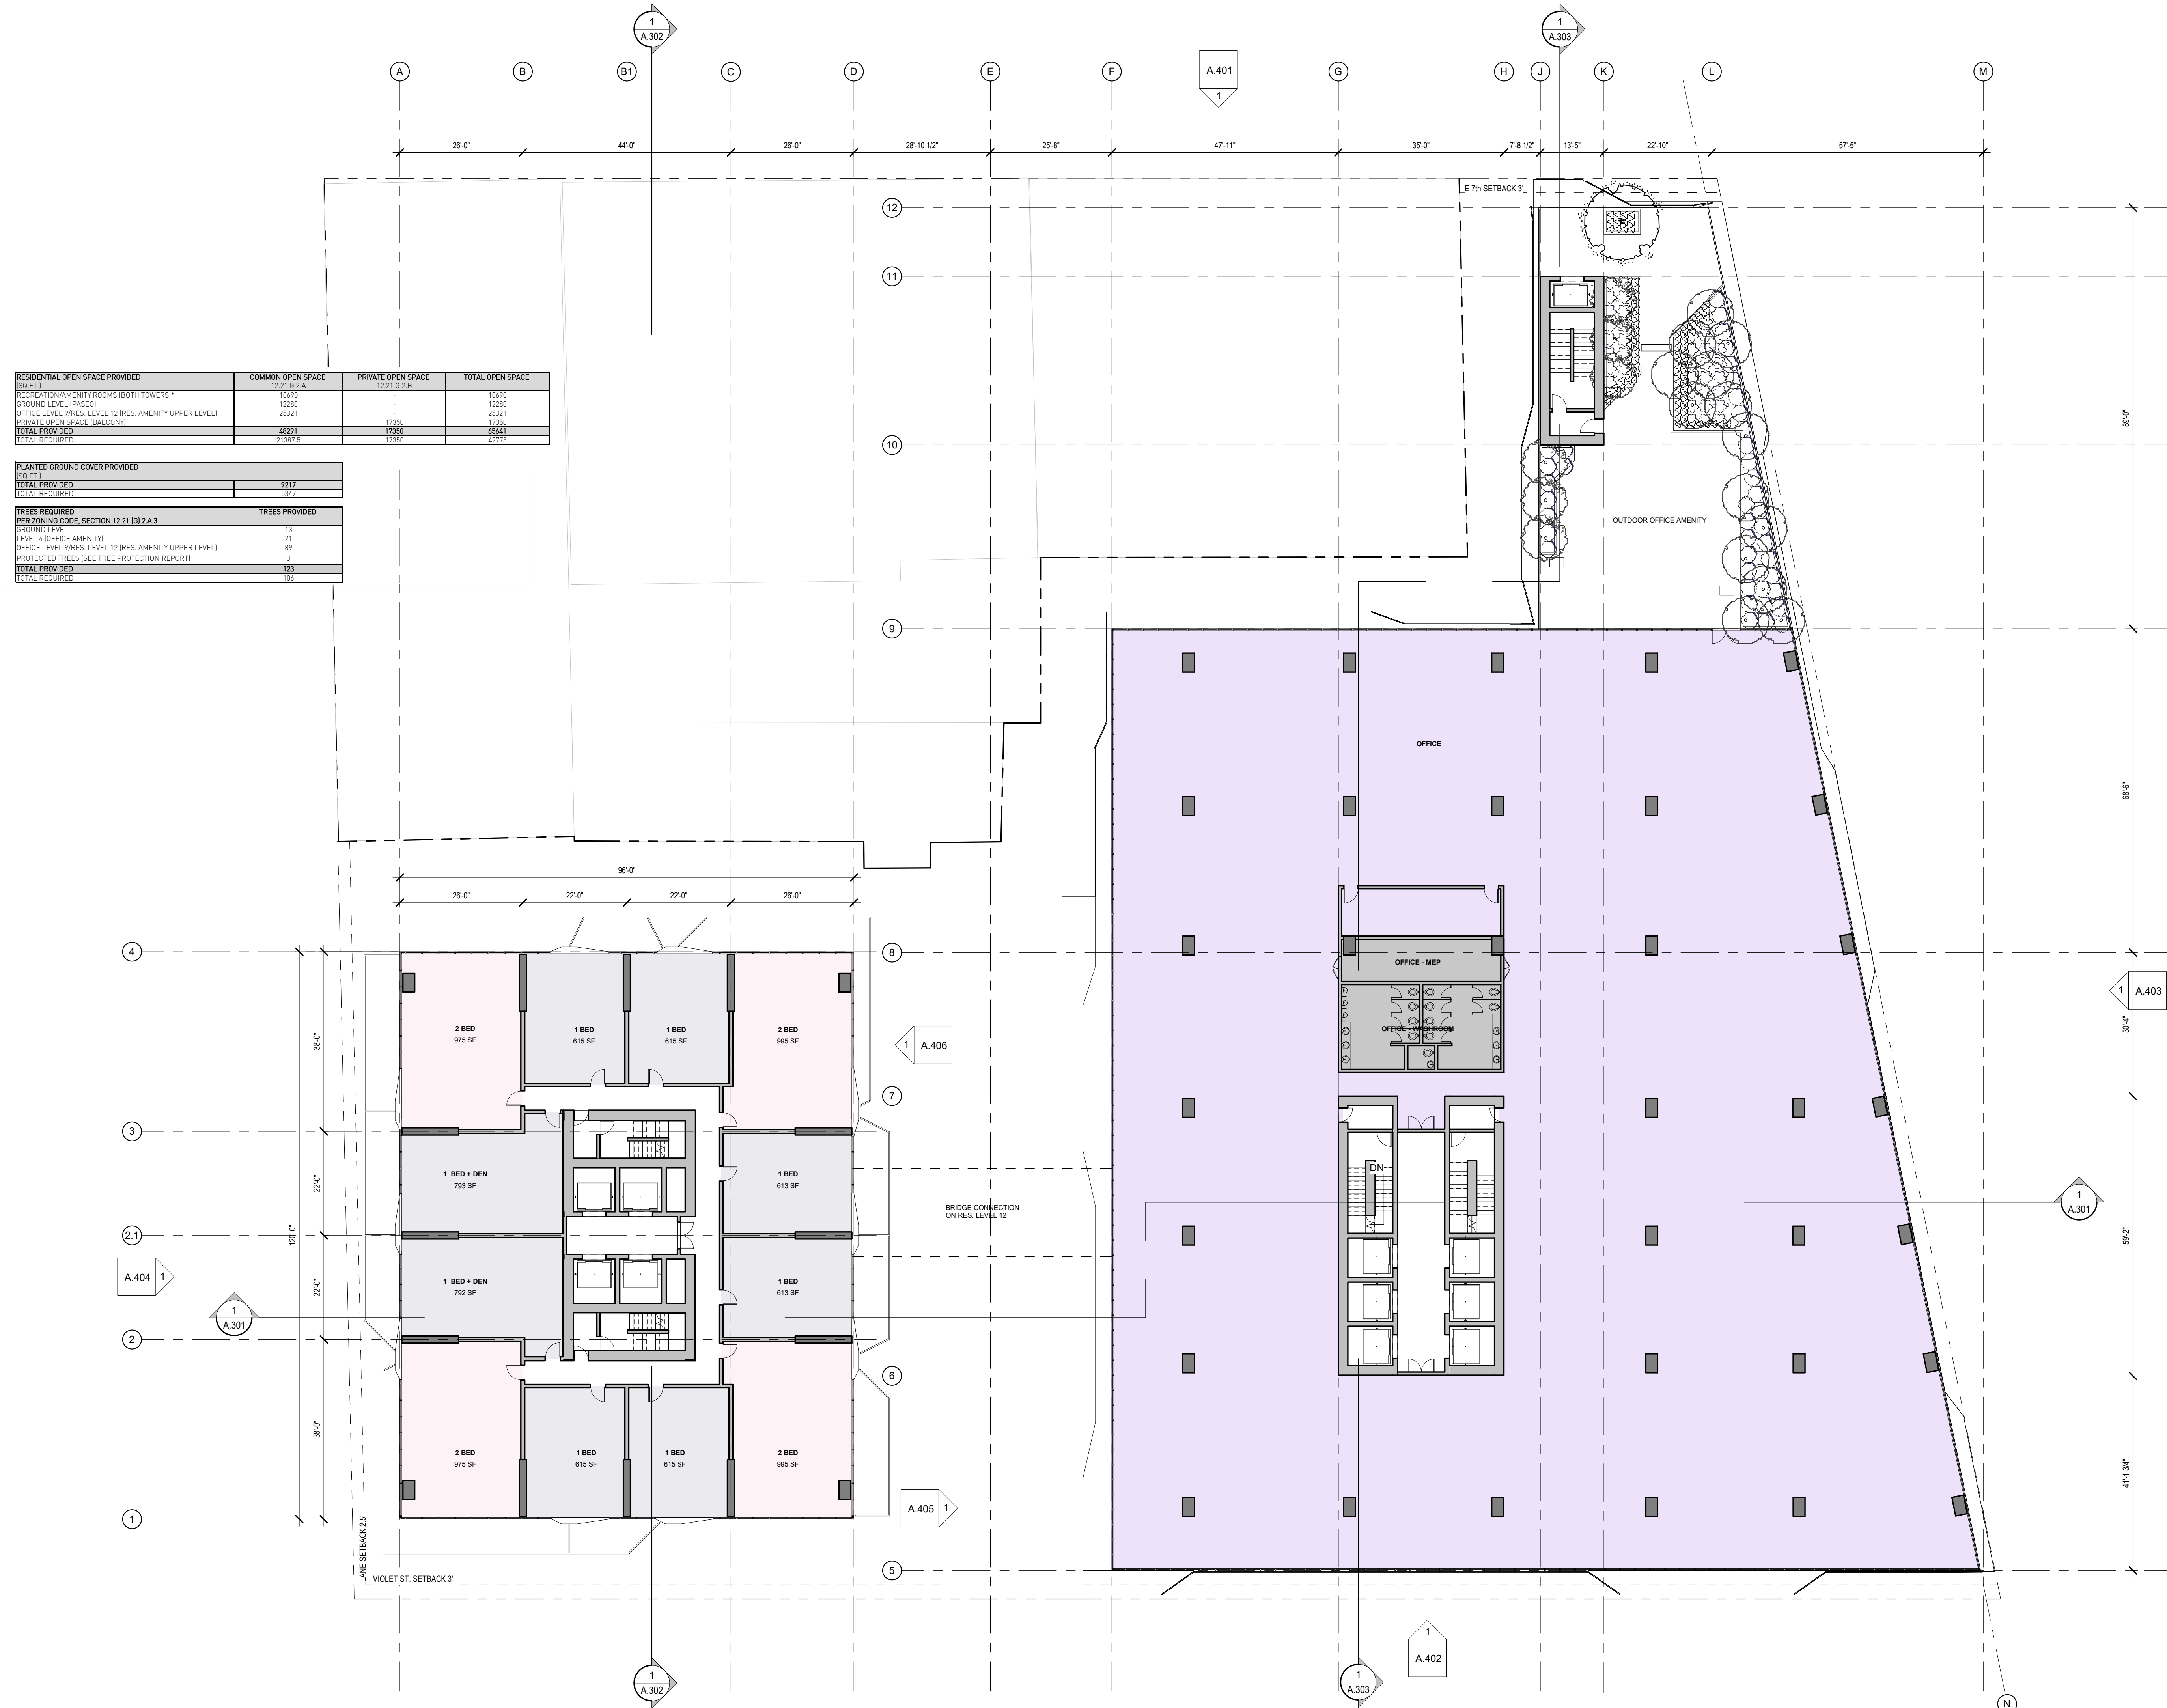 1
A.302
1
A.303
A.401
1
A
B
B1
C
D
E
F
G
H
J
K
L
M
26'-0"
44'-0"
26'-0"
28'-10 1/2"
25'-8"
47'-11"
35'-0"
7'-8 1/2"
13'-5"
22'-10"
57'-5"
E 7th SETBACK 3'
12
11
10
9
89'-0"
RESIDENTIAL OPEN SPACE PROVIDED COMMON OPEN SPACE PRIVATE OPEN SPACE TOTAL OPEN SPACE
(SQ.FT.) 12.21 G 2.A 12.21 G 2.B
RECREATION/AMENITY ROOMS (BOTH TOWERS)* 10690 - 10690
GROUND LEVEL (PASEO) 12280 - 12280
OFFICE LEVEL 9/RES. LEVEL 12 (RES. AMENITY UPPER LEVEL) 25321 - 25321
PRIVATE OPEN SPACE (BALCONY) - 17350 17350
TOTAL PROVIDED 48291 17350 65641
TOTAL REQUIRED 21387.5 17350 42775
PLANTED GROUND COVER PROVIDED
(SQ.FT.)
TOTAL PROVIDED 9217
TOTAL REQUIRED 5347
TREES REQUIRED TREES PROVIDED
PER ZONING CODE, SECTION 12.21 (G) 2.A.3
GROUND LEVEL 13
LEVEL 4 (OFFICE AMENITY) 21
OFFICE LEVEL 9/RES. LEVEL 12 (RES. AMENITY UPPER LEVEL) 89
PROTECTED TREES (SEE TREE PROTECTION REPORT) 0
TOTAL PROVIDED 123
TOTAL REQUIRED 106
OUTDOOR OFFICE AMENITY
OFFICE
68'-6"
96'-0"
26'-0"
22'-0"
22'-0"
26'-0"
4
8
OFFICE - MEP
1
A.403
OFFICE - WASHROOM
30'-4"
2 BED
975 SF
1 BED
615 SF
1 BED
615 SF
2 BED
995 SF
1
A.406
38'-0"
7
3
1 BED + DEN
793 SF
1 BED
613 SF
22'-0"
DN
BRIDGE CONNECTION
ON RES. LEVEL 12
1
A.301
59'-2"
2.1
120'-0"
A.404
1
1 BED + DEN
792 SF
1 BED
613 SF
22'-0"
1
A.301
2
6
38'-0"
2 BED
975 SF
1 BED
615 SF
1 BED
615 SF
2 BED
995 SF
41'-1 3/4"
A.405
1
1
LANE SETBACK 2.5'
VIOLET ST. SETBACK 3'
5
1
A.402
1
A.302
1
A.303
N